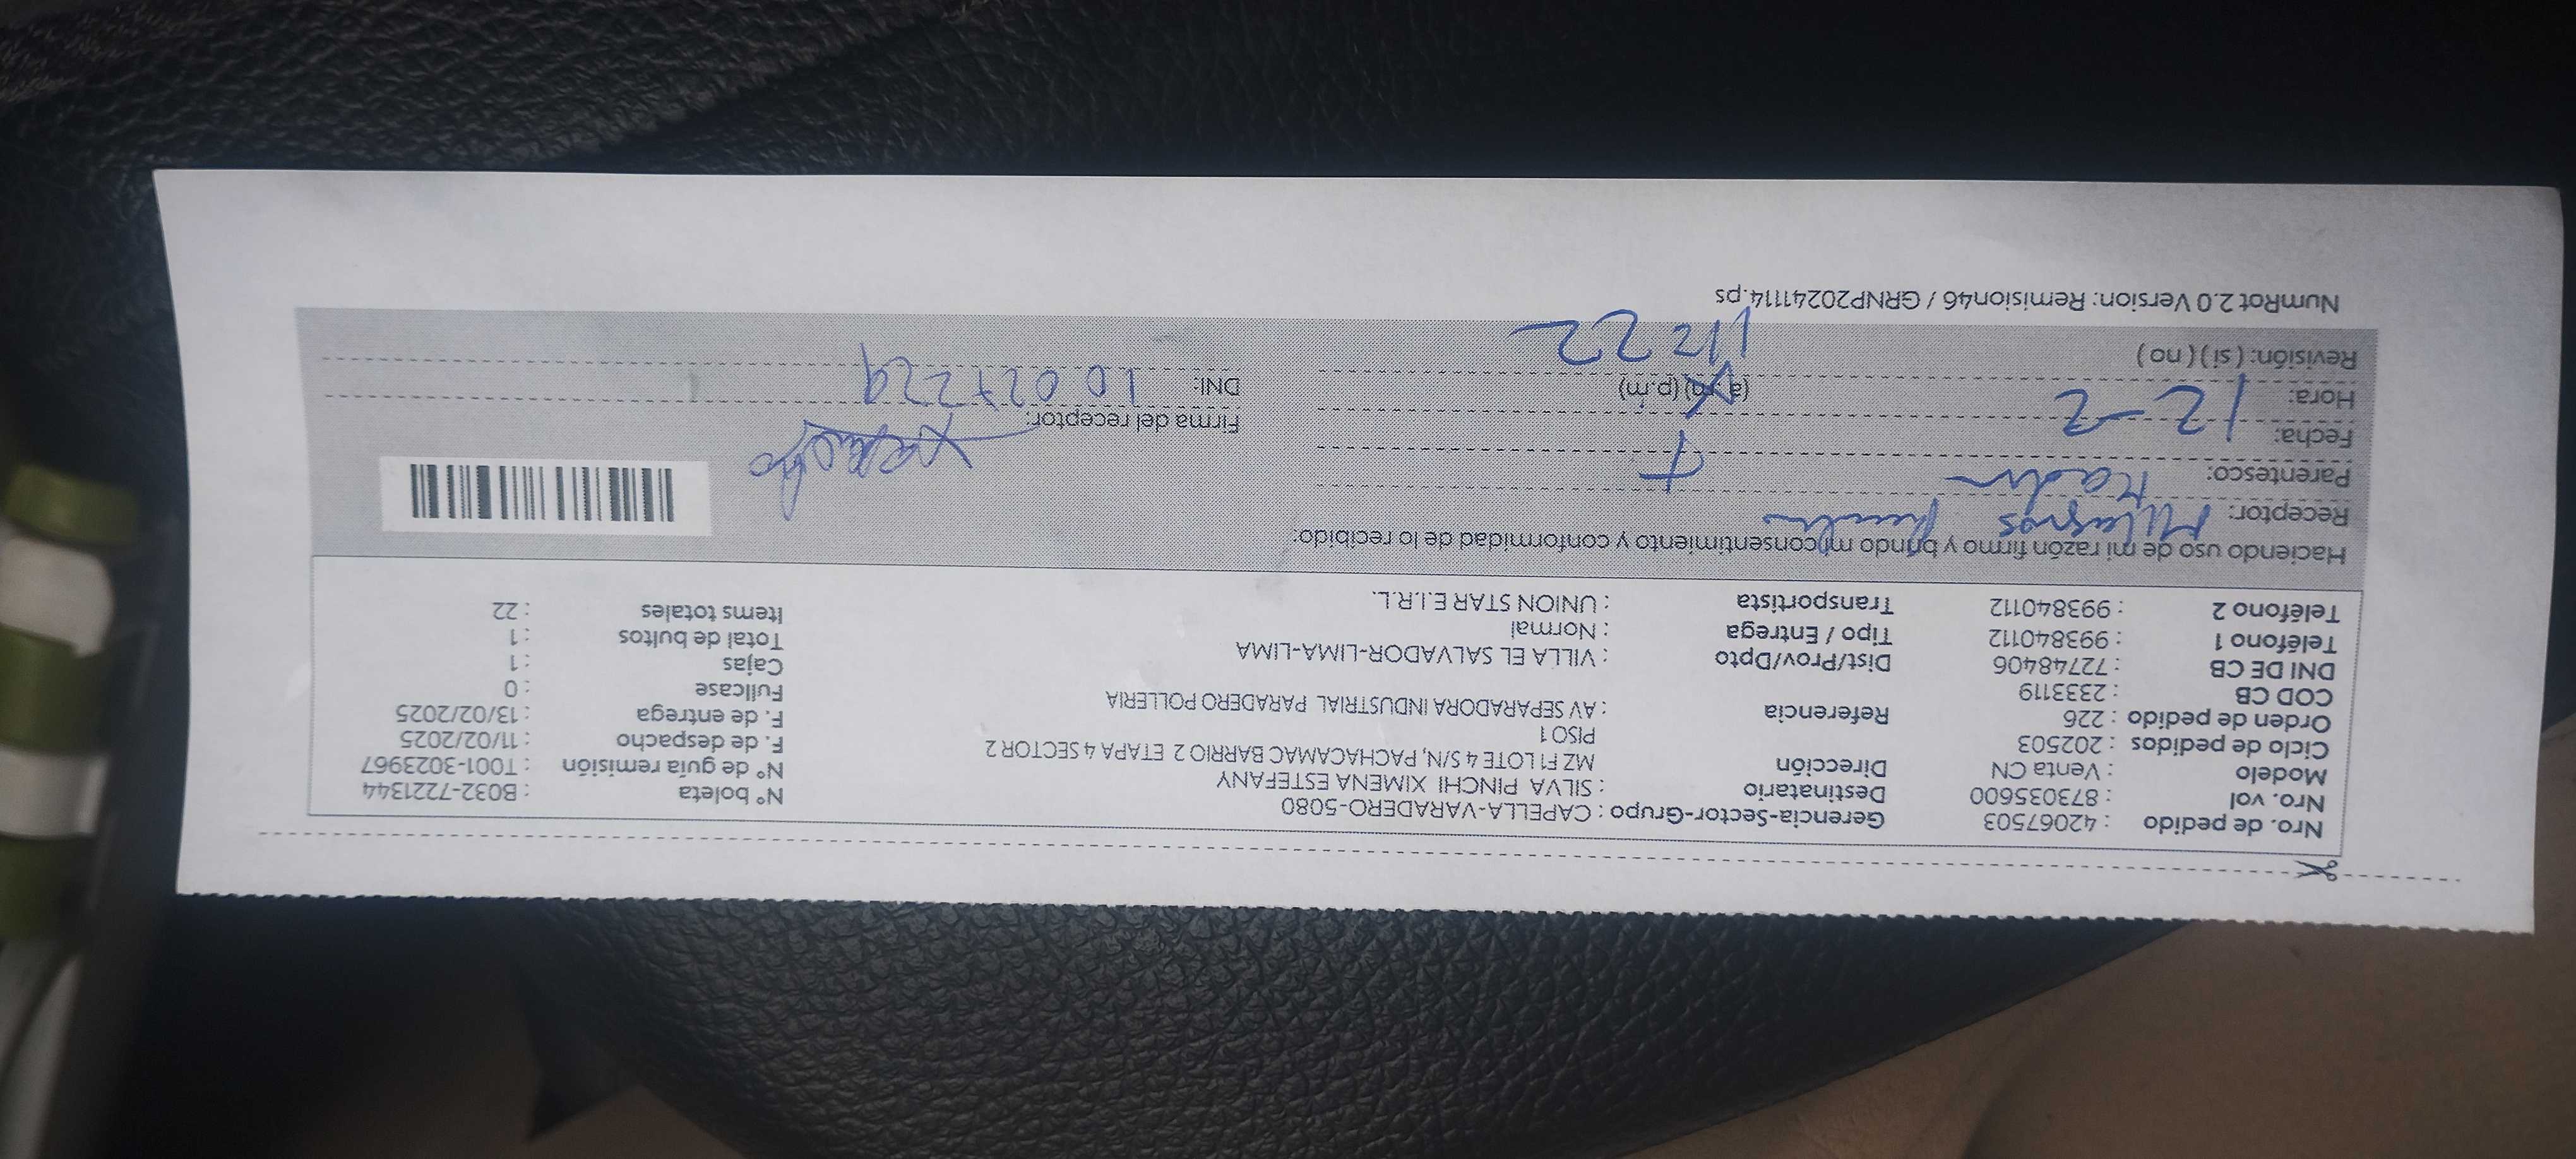 Nro. de pedido : 42067503 Gerencia-Sector-Grupo : CAPELLA-VARADERO-5080 N° boleta : B032-7221344
Nro. vol : 873035600 Destinatario : SILVA PINCHI XIMENA ESTEFANY N° de guía remisión : T001-3023967
Modelo : Venta CN Dirección MZ F1 LOTE 4 S/N, PACHACAMAC BARRIO 2 ETAPA 4 SECTOR 2 F. de despacho : 11/02/2025
Ciclo de pedidos : 202503 PISO 1 F. de entrega : 13/02/2025
Orden de pedido : 226 Referencia : AV SEPARADORA INDUSTRIAL PARADERO POLLERIA Fullcase : 0
COD CB : 2333119 Cajas : 1
DNI DE CB : 72748406 Dist/Prov/Dpto : VILLA EL SALVADOR-LIMA-LIMA Total de bultos : 1
Teléfono 1 : 993840112 Tipo / Entrega : Normal Items totales : 22
Teléfono 2 : 993840112 Transportista : UNION STAR E.I.R.L.
Haciendo uso de mi razón firmo y brindo mi consentimiento y conformidad de lo recibido:
Receptor: Milagros
Parentesco:
Fecha: 12-2 Firma del receptor:
Hora: (a.m) (p.m) DNI: 10027229
Revisión: ( si ) ( no )
NumRot 2.0 Version: Remision46 / GRNP20241114.ps